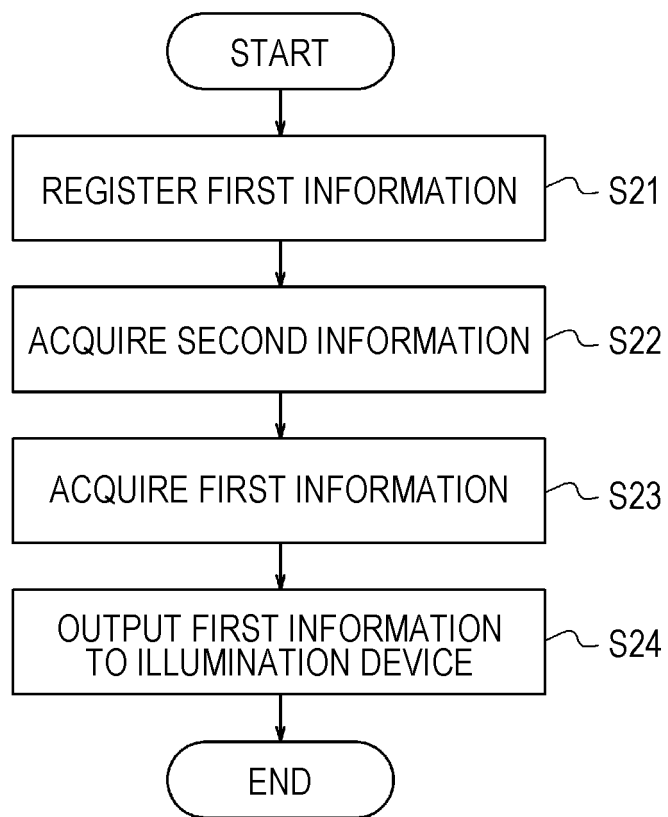 START
REGISTER FIRST INFORMATION
S21
ACQUIRE SECOND INFORMATION
S22
ACQUIRE FIRST INFORMATION
S23
OUTPUT FIRST INFORMATION
TO ILLUMINATION DEVICE
S24
END